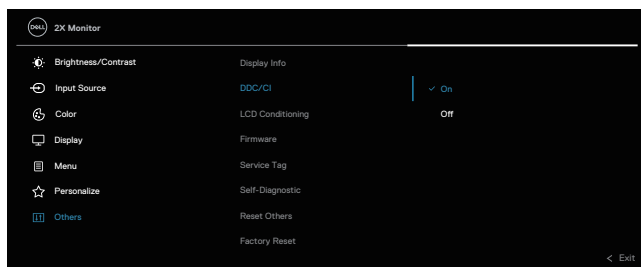 DELL 2X Monitor
Brightness/Contrast Display Info
Input Source DDC/CI ✓ On
Color LCD Conditioning Off
Display Firmware
Menu Service Tag
Personalize Self-Diagnostic
Others Reset Others
Factory Reset
< Exit